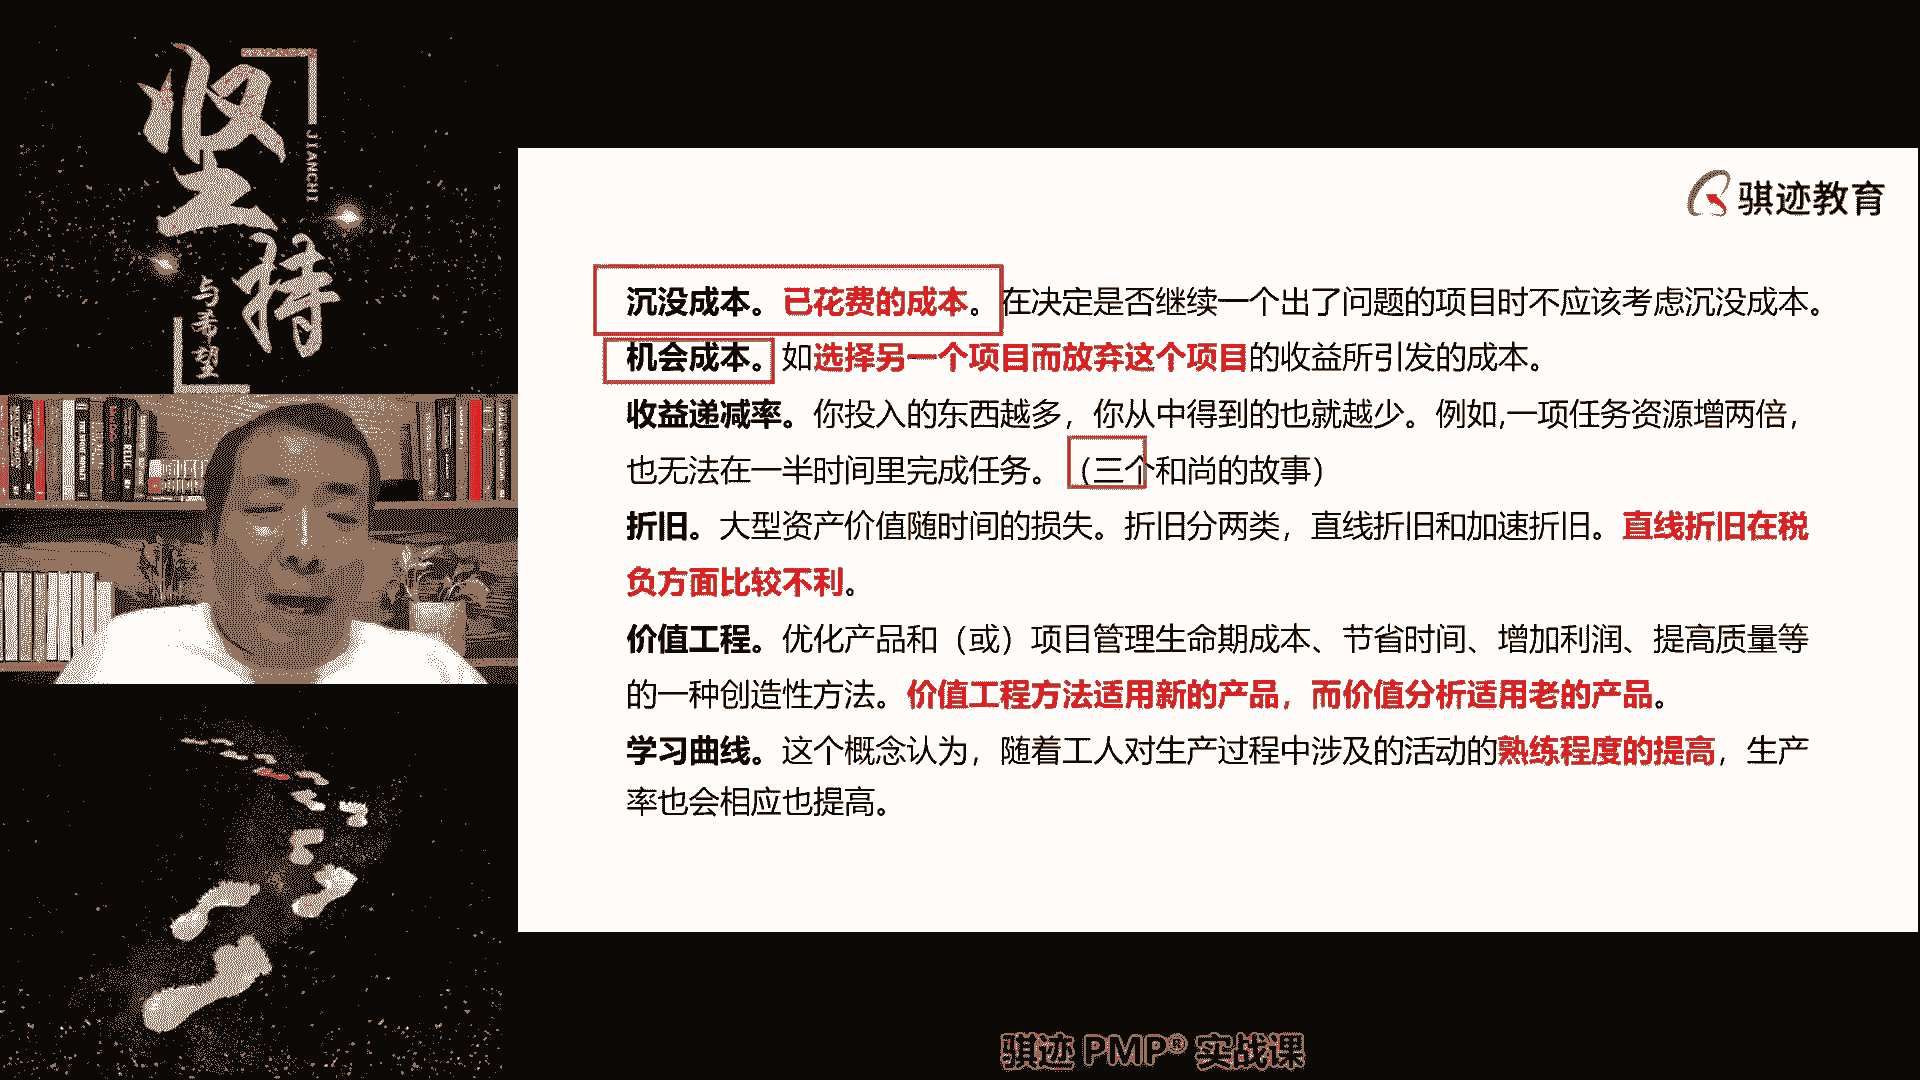 坚持
JIANCHI
与希望
骐迹教育
沉没成本。已花费的成本。在决定是否继续一个出了问题的项目时不应该考虑沉没成本。
机会成本。如选择另一个项目而放弃这个项目的收益所引发的成本。
收益递减率。你投入的东西越多，你从中得到的也就越少。例如,一项任务资源增两倍，
也无法在一半时间里完成任务。（三个和尚的故事）
折旧。大型资产价值随时间的损失。折旧分两类，直线折旧和加速折旧。直线折旧在税
负方面比较不利。
价值工程。优化产品和（或）项目管理生命期成本、节省时间、增加利润、提高质量等
的一种创造性方法。价值工程方法适用新的产品，而价值分析适用老的产品。
学习曲线。这个概念认为，随着工人对生产过程中涉及的活动的熟练程度的提高，生产
率也会相应也提高。
骐迹 PMP® 实战课